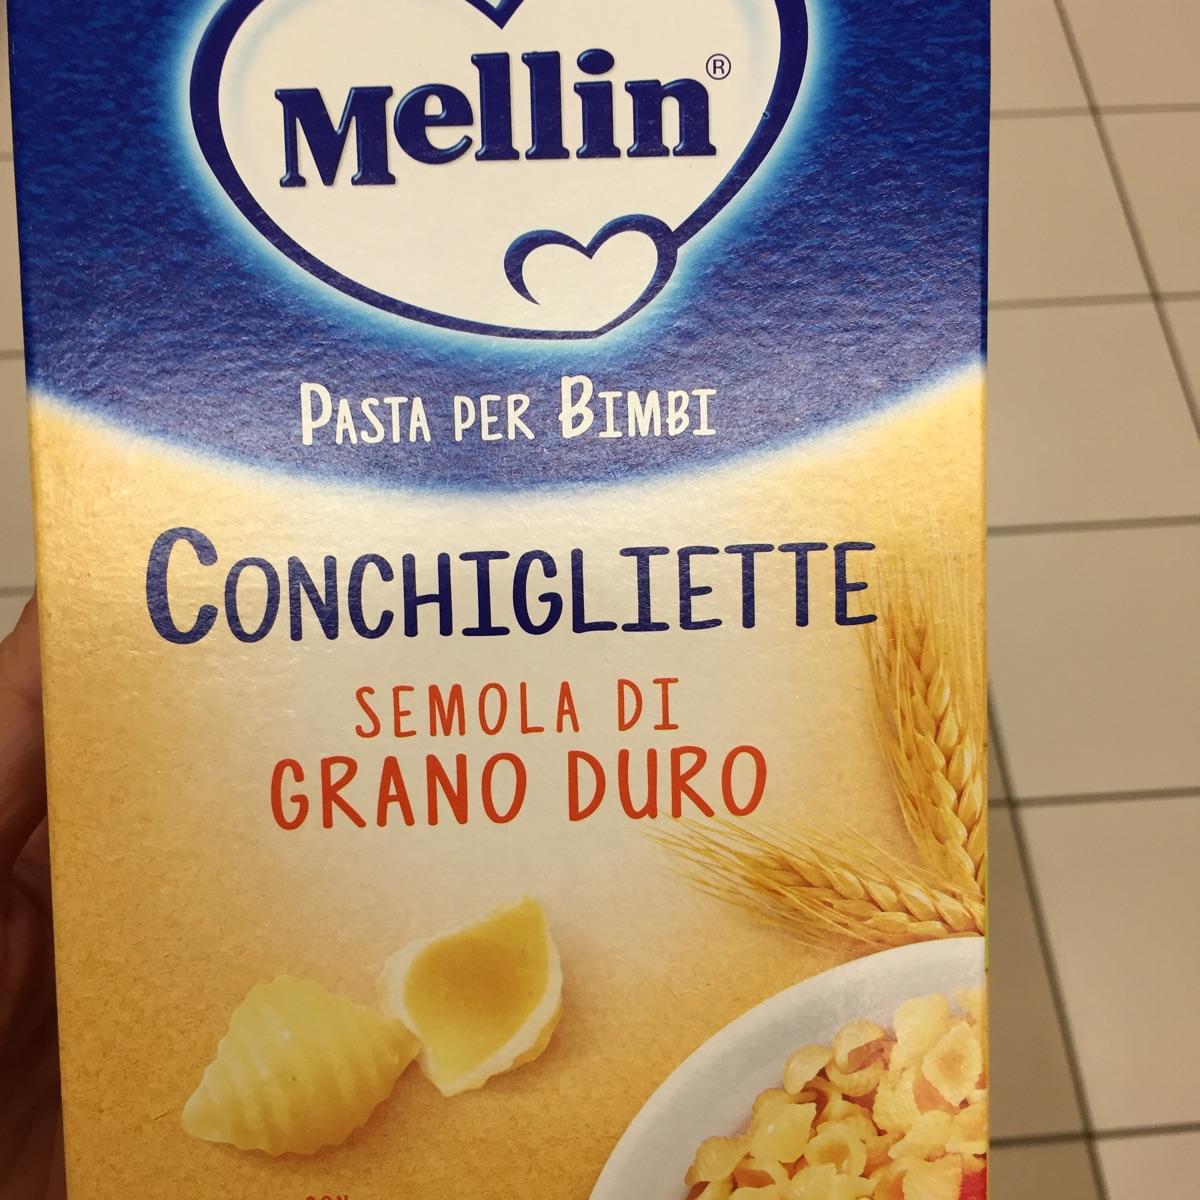 Mellin®
PASTA PER BIMBI
CONCHIGLIETTE
SEMOLA DI
GRANO DURO